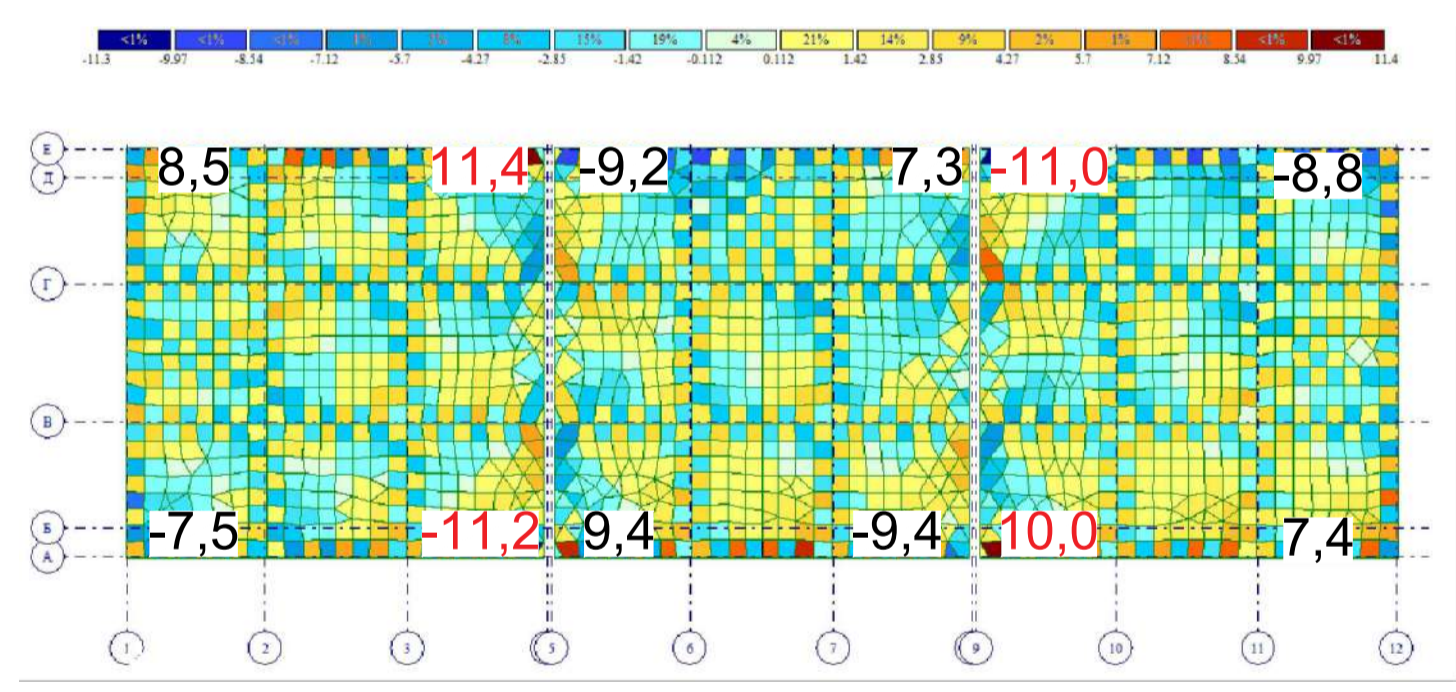 <1% <1% <1% 1% 5% 8% 15% 19% 4% 21% 14% 9% 2% 1% <1% <1% <1%
-11.3 -9.97 -8.54 -7.12 -5.7 -4.27 -2.85 -1.42 -0.112 0.112 1.42 2.85 4.27 5.7 7.12 8.54 9.97 11.4
Е
8,5 11,4 -9,2 7,3 -11,0 -8,8
Д
Г
В
Б
-7,5 -11,2 9,4 -9,4 10,0 7,4
А
1 2 3 5 6 7 9 10 11 12